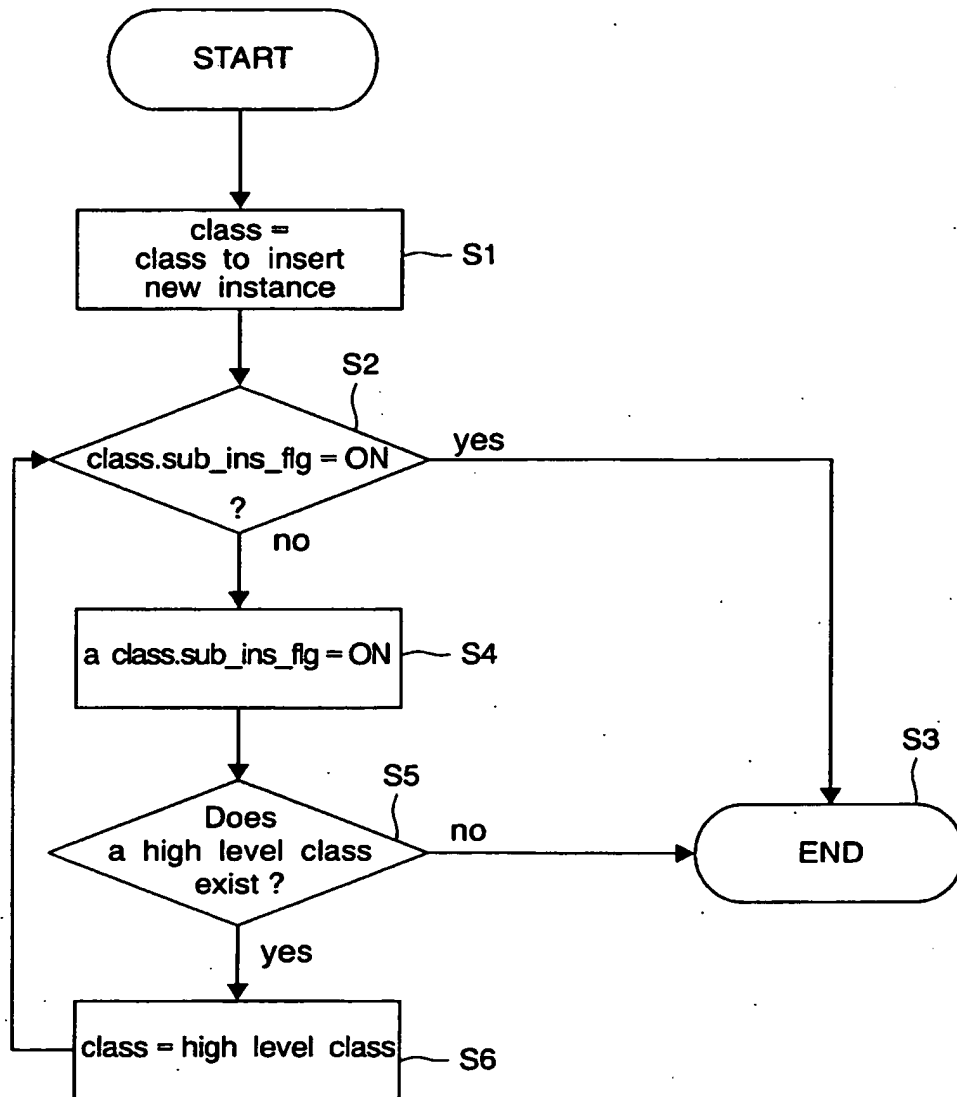 START
class =
class to insert
new instance
S1
S2
class.sub_ins_flg = ON
?
yes
no
a class.sub_ins_flg = ON
S4
S5
Does
a high level class
exist ?
no
S3
END
yes
class = high level class
S6